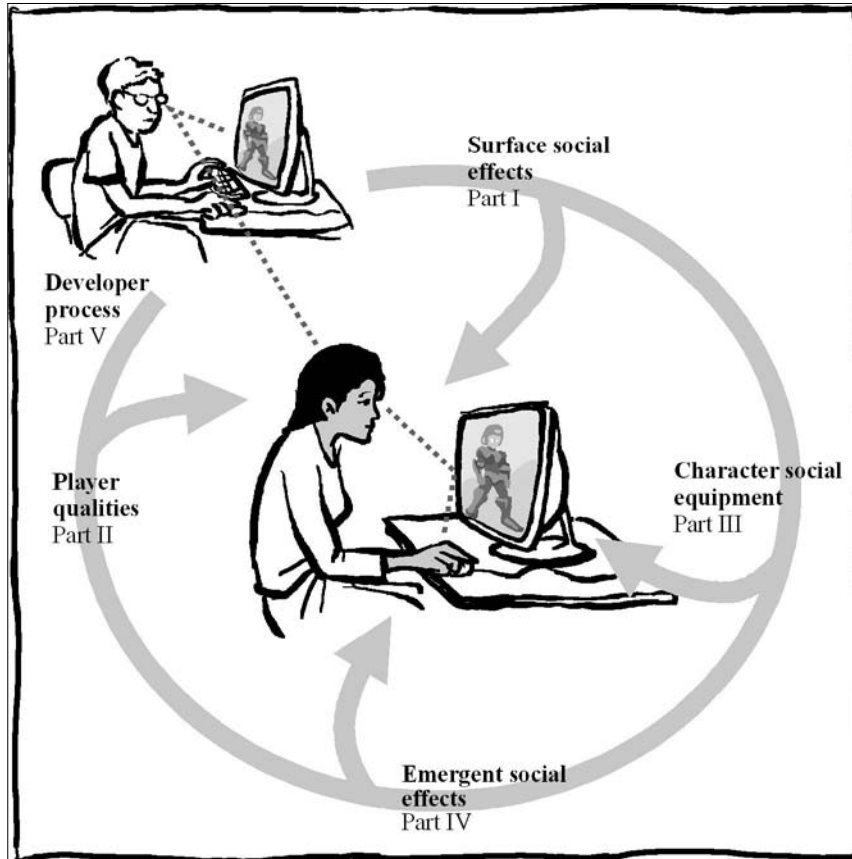 Surface social
effects
Part I
Developer
process
Part V
Player
qualities
Part II
Character social
equipment
Part III
Emergent social
effects
Part IV